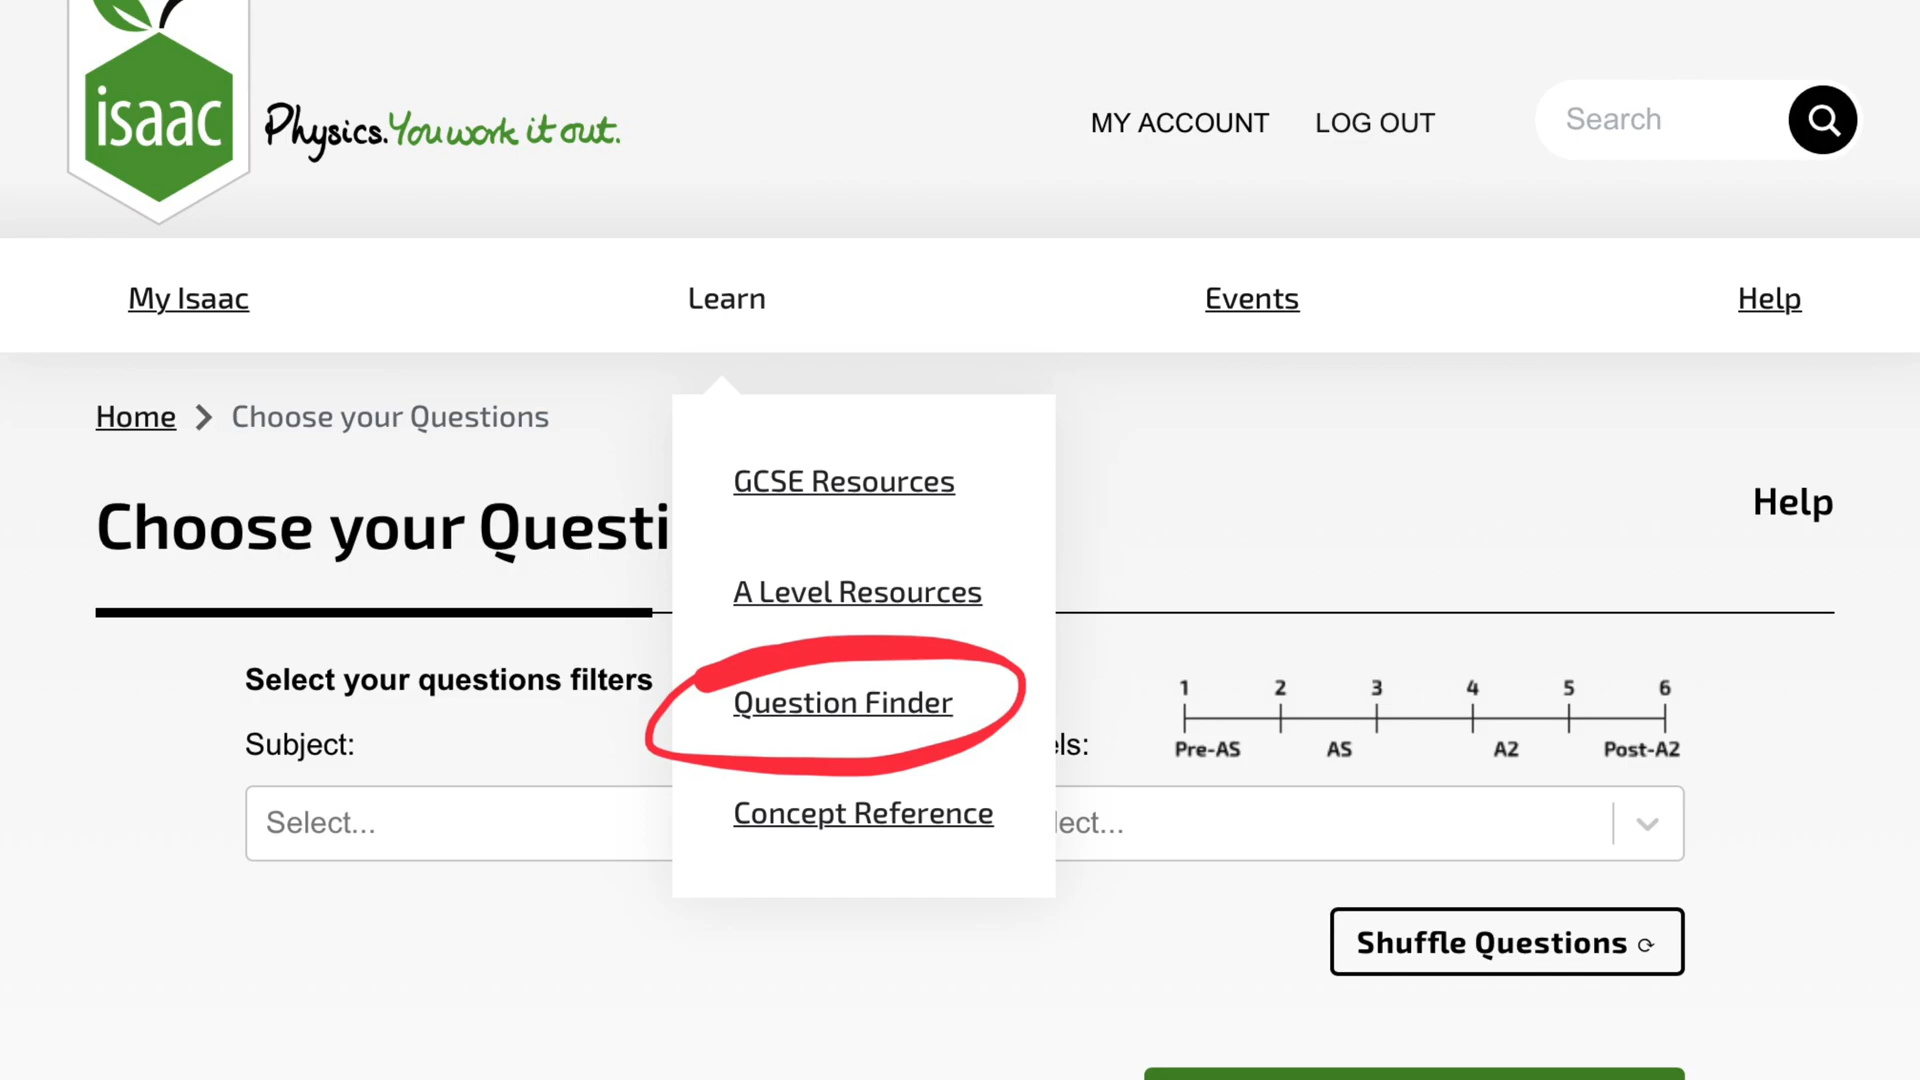 isaac
Physics. You work it out.
MY ACCOUNT
LOG OUT
Search
My Isaac
Learn
Events
Help
Home
Choose your Questions
GCSE Resources
Help
Choose your Questi
A Level Resources
Select your questions filters
Question Finder
1 2 3 4 5 6
Subject:
els:
Pre-AS AS A2 Post-A2
Concept Reference
Select...
lect...
Shuffle Questions